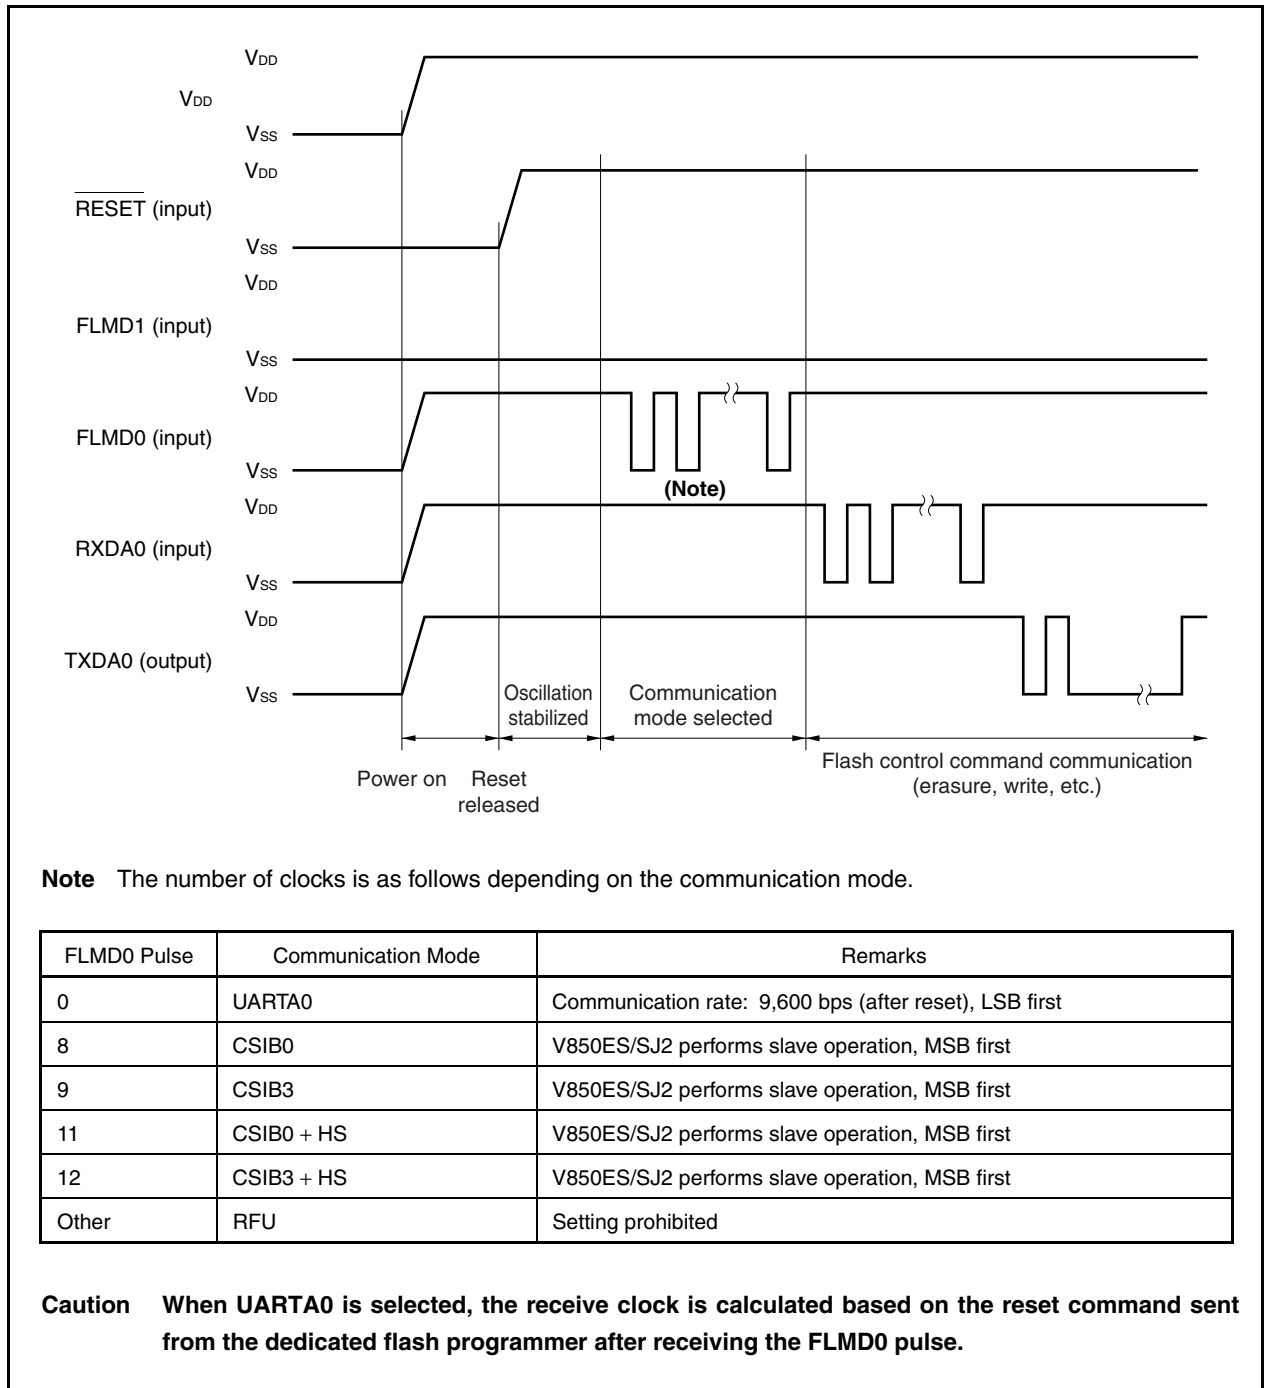 VDD
VDD
VSS
VDD
RESET (input)
VSS
VDD
FLMD1 (input)
VSS
VDD
FLMD0 (input)
VSS
(Note)
VDD
RXDA0 (input)
VSS
VDD
TXDA0 (output)
VSS
Oscillation
stabilized
Communication
mode selected
Power on
Reset
released
Flash control command communication
(erasure, write, etc.)
Note The number of clocks is as follows depending on the communication mode.
FLMD0 Pulse Communication Mode Remarks
0 UARTA0 Communication rate: 9,600 bps (after reset), LSB first
8 CSIB0 V850ES/SJ2 performs slave operation, MSB first
9 CSIB3 V850ES/SJ2 performs slave operation, MSB first
11 CSIB0 + HS V850ES/SJ2 performs slave operation, MSB first
12 CSIB3 + HS V850ES/SJ2 performs slave operation, MSB first
Other RFU Setting prohibited
Caution When UARTA0 is selected, the receive clock is calculated based on the reset command sent
from the dedicated flash programmer after receiving the FLMD0 pulse.